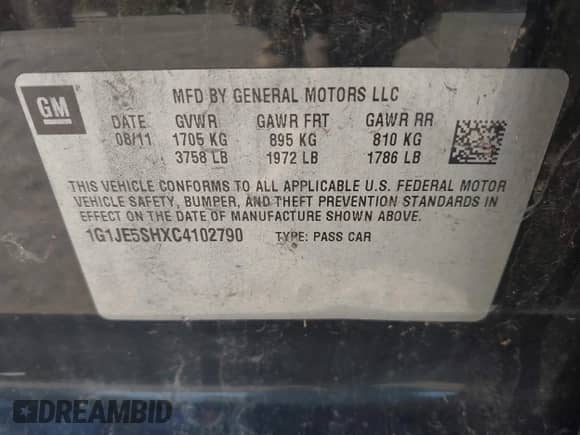 GM
MFD BY GENERAL MOTORS LLC
DATE GVWR GAWR FRT GAWR RR
08/11 1705 KG 895 KG 810 KG
3758 LB 1972 LB 1786 LB
THIS VEHICLE CONFORMS TO ALL APPLICABLE U.S. FEDERAL MOTOR
VEHICLE SAFETY, BUMPER, AND THEFT PREVENTION STANDARDS IN
EFFECT ON THE DATE OF MANUFACTURE SHOWN ABOVE.
1G1JE5SHXC4102790 TYPE: PASS CAR
DREAMBID